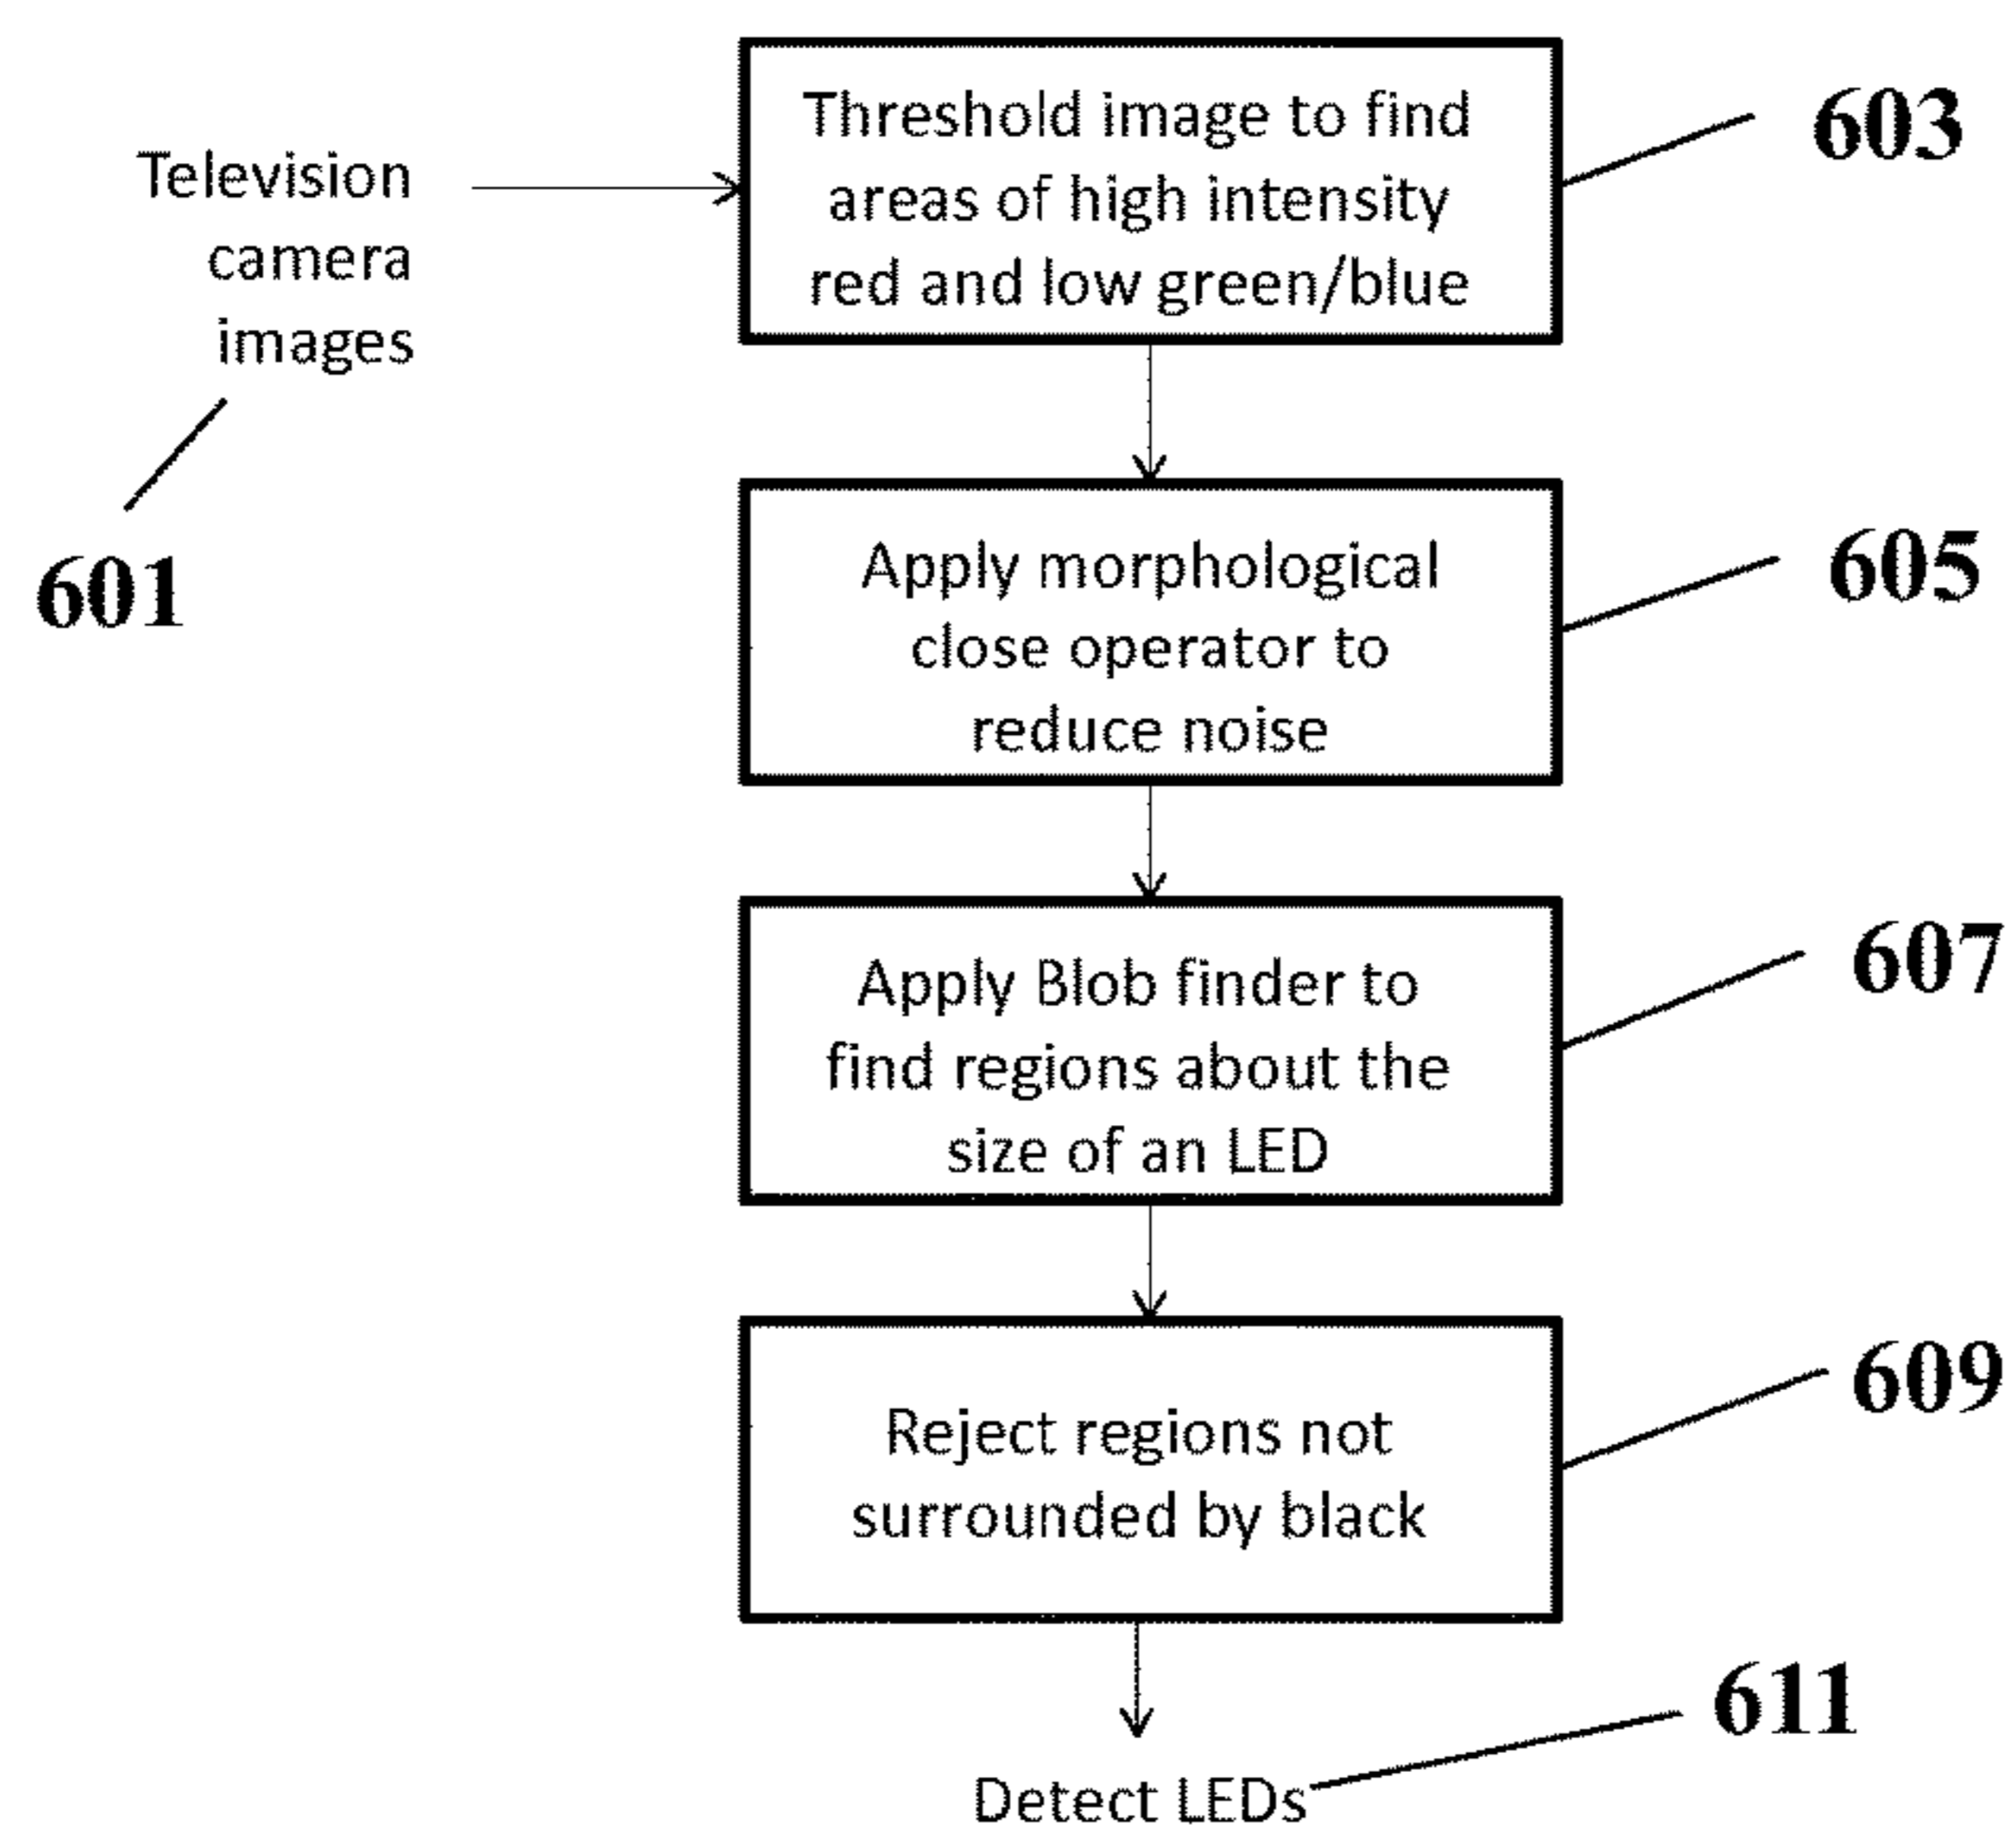 Television
camera
images
601
Threshold image to find
areas of high intensity
red and low green/blue
603
Apply morphological
close operator to
reduce noise
605
Apply Blob finder to
find regions about the
size of an LED
607
Reject regions not
surrounded by black
609
Detect LEDs
611